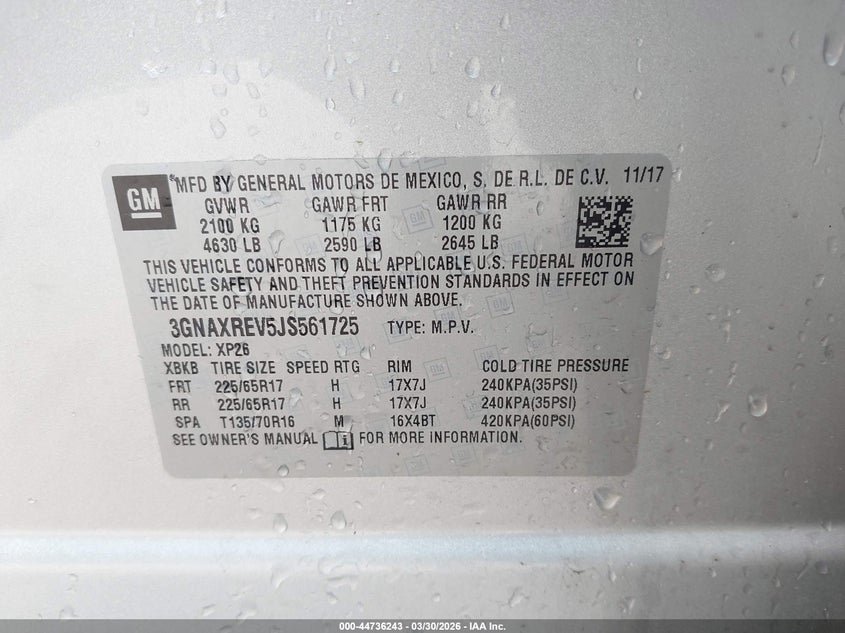 GM
MFD BY GENERAL MOTORS DE MEXICO, S. DE R.L. DE C.V. 11/17
GVWR GAWR FRT GAWR RR
2100 KG 1175 KG 1200 KG
4630 LB 2590 LB 2645 LB
THIS VEHICLE CONFORMS TO ALL APPLICABLE U.S. FEDERAL MOTOR
VEHICLE SAFETY AND THEFT PREVENTION STANDARDS IN EFFECT ON
THE DATE OF MANUFACTURE SHOWN ABOVE.
3GNAXREV5JS561725 TYPE: M.P.V.
MODEL: XP26
XBKB TIRE SIZE SPEED RTG RIM COLD TIRE PRESSURE
FRT 225/65R17 H 17X7J 240KPA(35PSI)
RR 225/65R17 H 17X7J 240KPA(35PSI)
SPA T135/70R16 M 16X4BT 420KPA(60PSI)
SEE OWNER'S MANUAL FOR MORE INFORMATION.
000-44736243 — 03/30/2026 — IAA Inc.